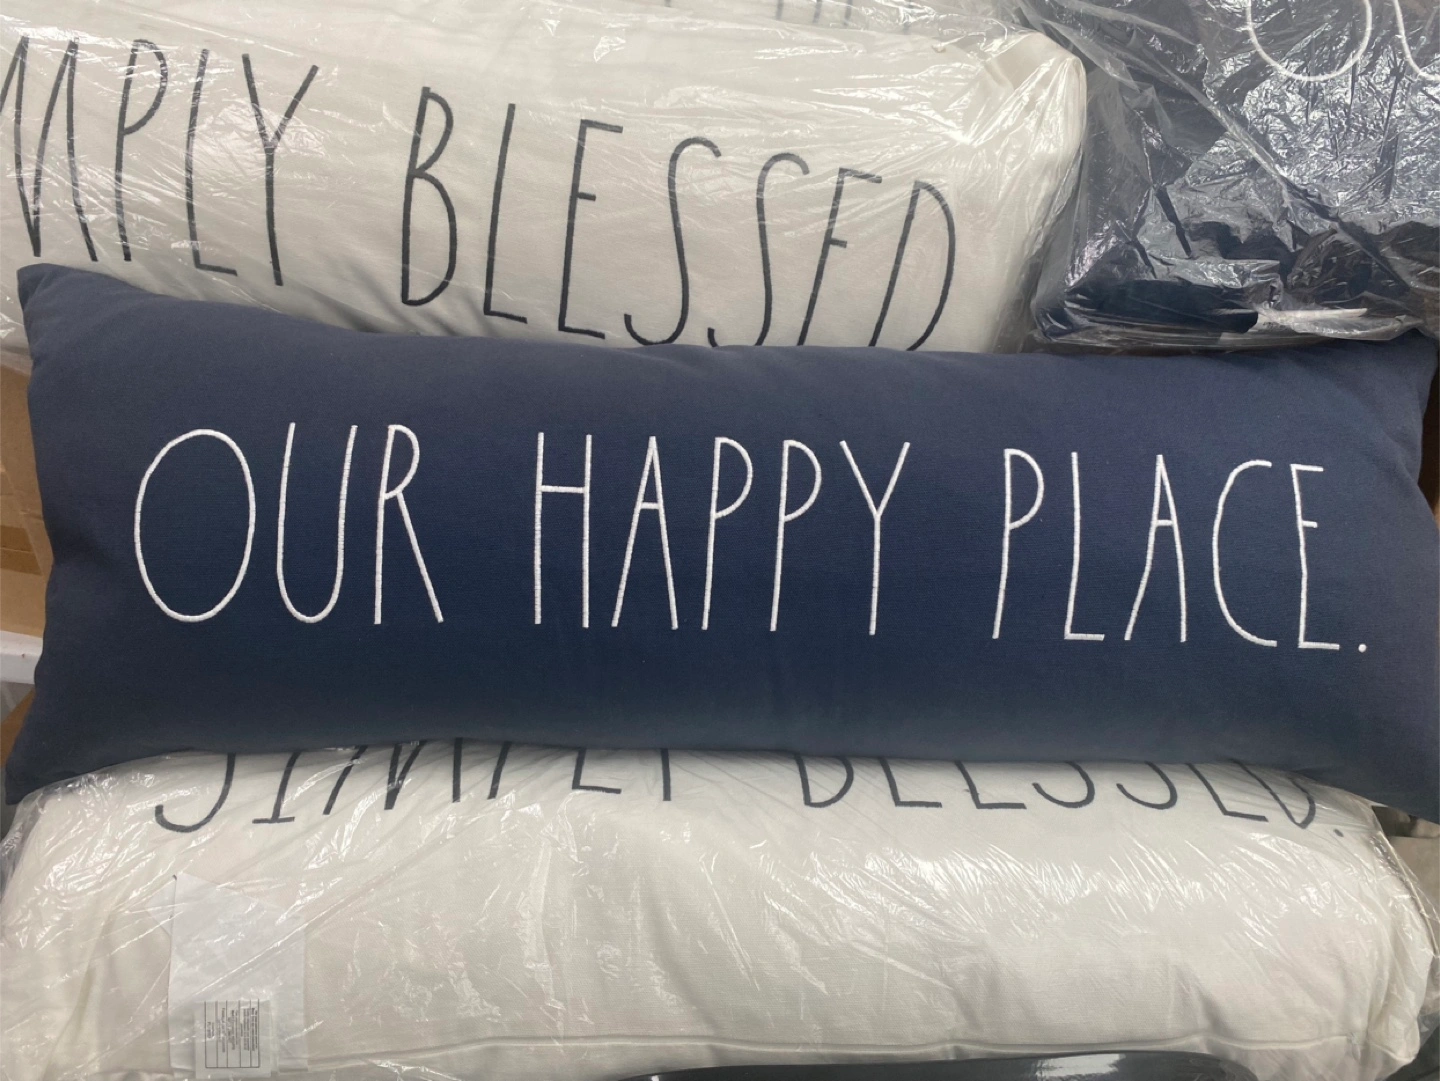 MPLY BLESSED
OUR HAPPY PLACE.
SIMPLY BLESSED.